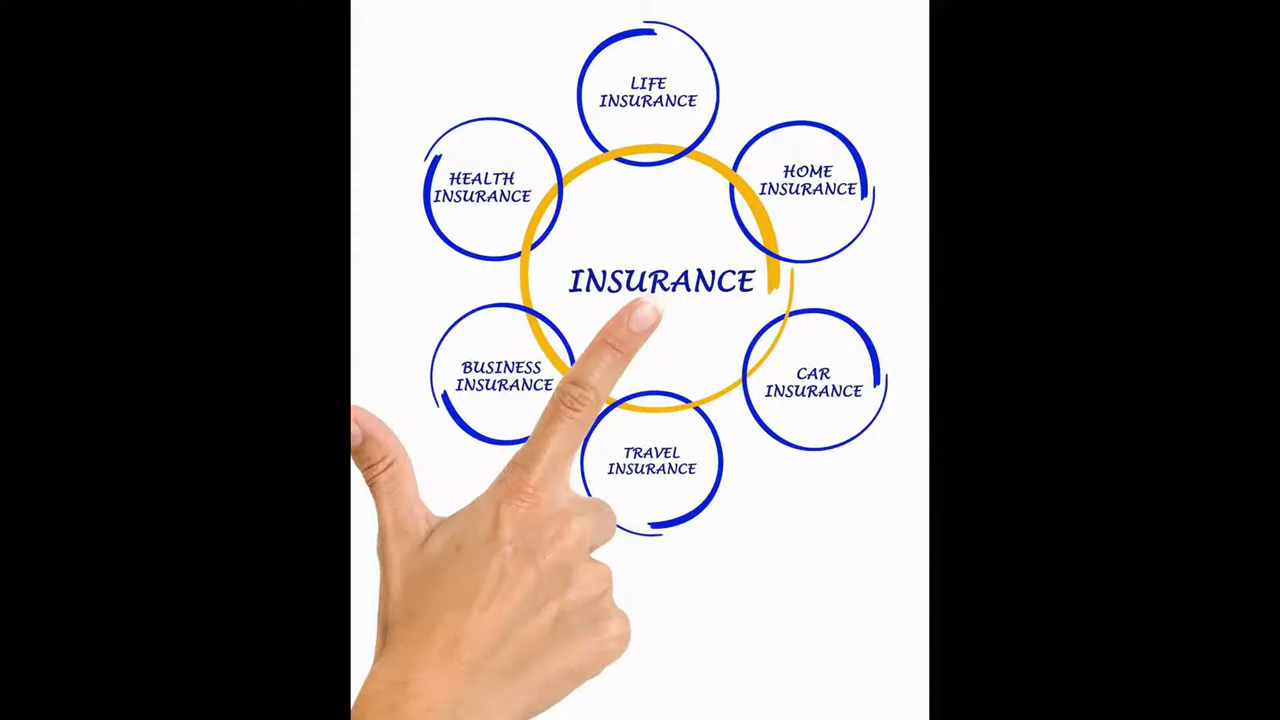 LIFE
INSURANCE
HEALTH
INSURANCE
HOME
INSURANCE
INSURANCE
BUSINESS
INSURANCE
CAR
INSURANCE
TRAVEL
INSURANCE